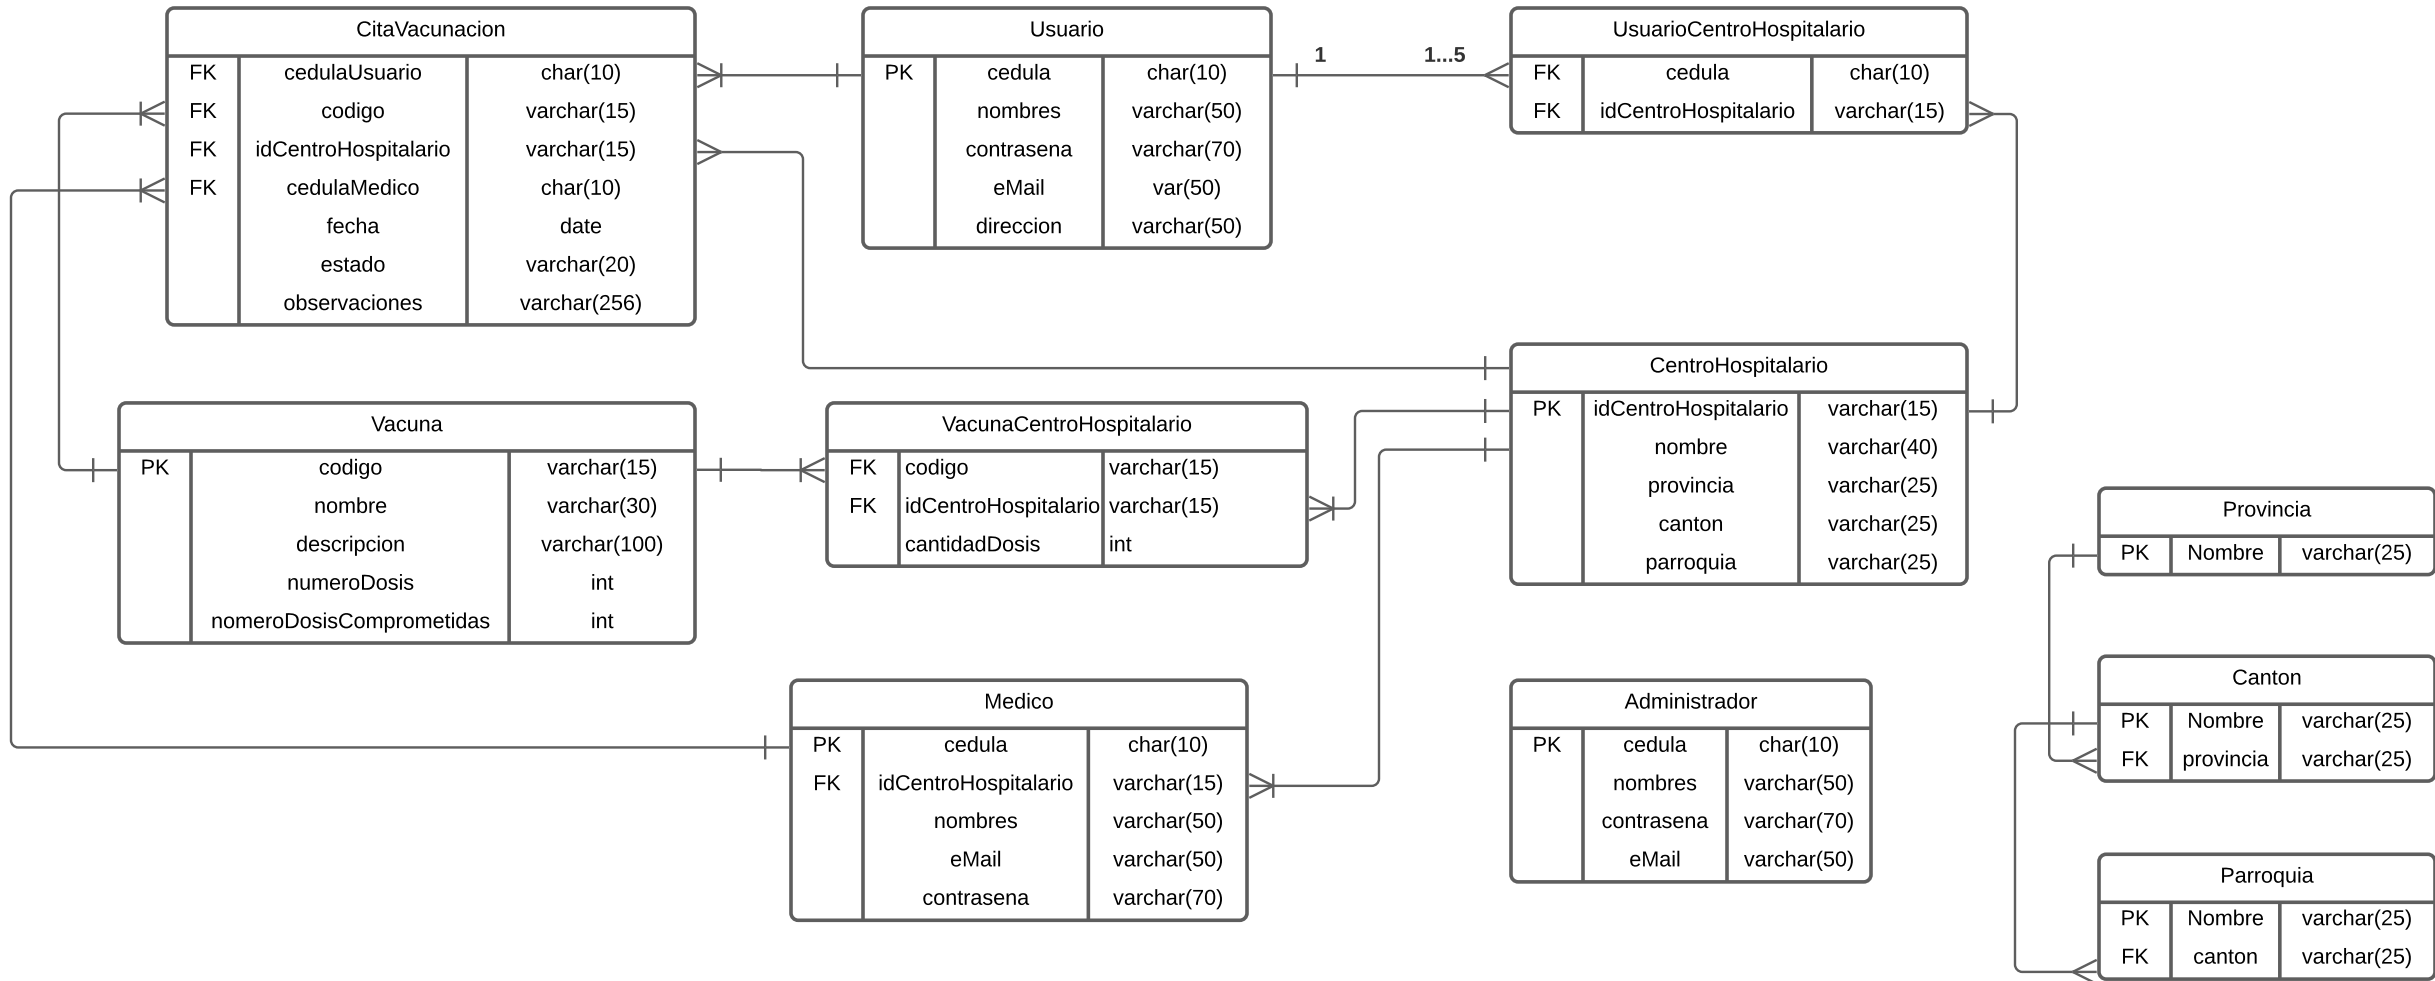 CitaVacunacion
FK cedulaUsuario char(10)
FK codigo varchar(15)
FK idCentroHospitalario varchar(15)
FK cedulaMedico char(10)
fecha date
estado varchar(20)
observaciones varchar(256)
Usuario
PK cedula char(10)
nombres varchar(50)
contrasena varchar(70)
eMail var(50)
direccion varchar(50)
1 1...5
UsuarioCentroHospitalario
FK cedula char(10)
FK idCentroHospitalario varchar(15)
CentroHospitalario
PK idCentroHospitalario varchar(15)
nombre varchar(40)
provincia varchar(25)
canton varchar(25)
parroquia varchar(25)
Vacuna
PK codigo varchar(15)
nombre varchar(30)
descripcion varchar(100)
numeroDosis int
nomeroDosisComprometidas int
VacunaCentroHospitalario
FK codigo varchar(15)
FK idCentroHospitalario varchar(15)
cantidadDosis int
Provincia
PK Nombre varchar(25)
Canton
PK Nombre varchar(25)
FK provincia varchar(25)
Medico
PK cedula char(10)
FK idCentroHospitalario varchar(15)
nombres varchar(50)
eMail varchar(50)
contrasena varchar(70)
Administrador
PK cedula char(10)
nombres varchar(50)
contrasena varchar(70)
eMail varchar(50)
Parroquia
PK Nombre varchar(25)
FK canton varchar(25)